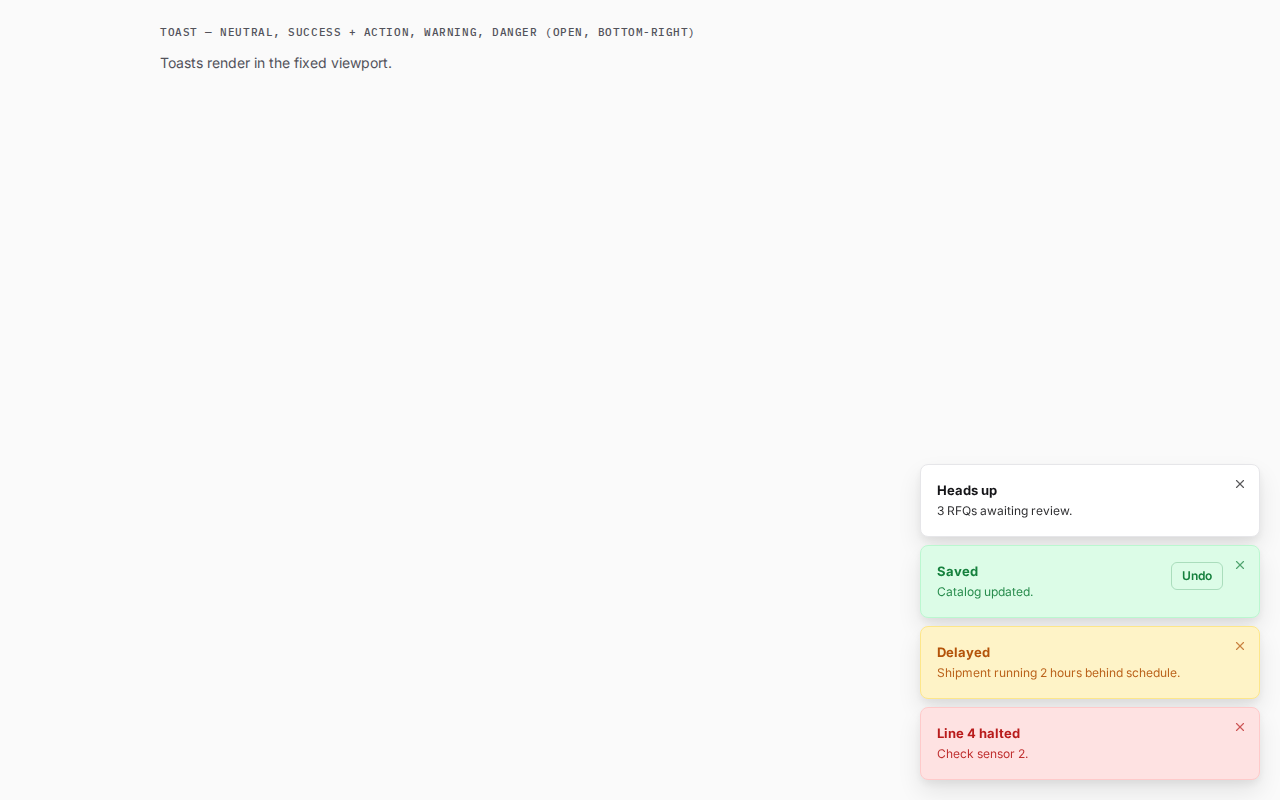 TOAST — NEUTRAL, SUCCESS + ACTION, WARNING, DANGER (OPEN, BOTTOM-RIGHT)
Toasts render in the fixed viewport.
Heads up
3 RFQs awaiting review.
Saved
Catalog updated.
Undo
Delayed
Shipment running 2 hours behind schedule.
Line 4 halted
Check sensor 2.